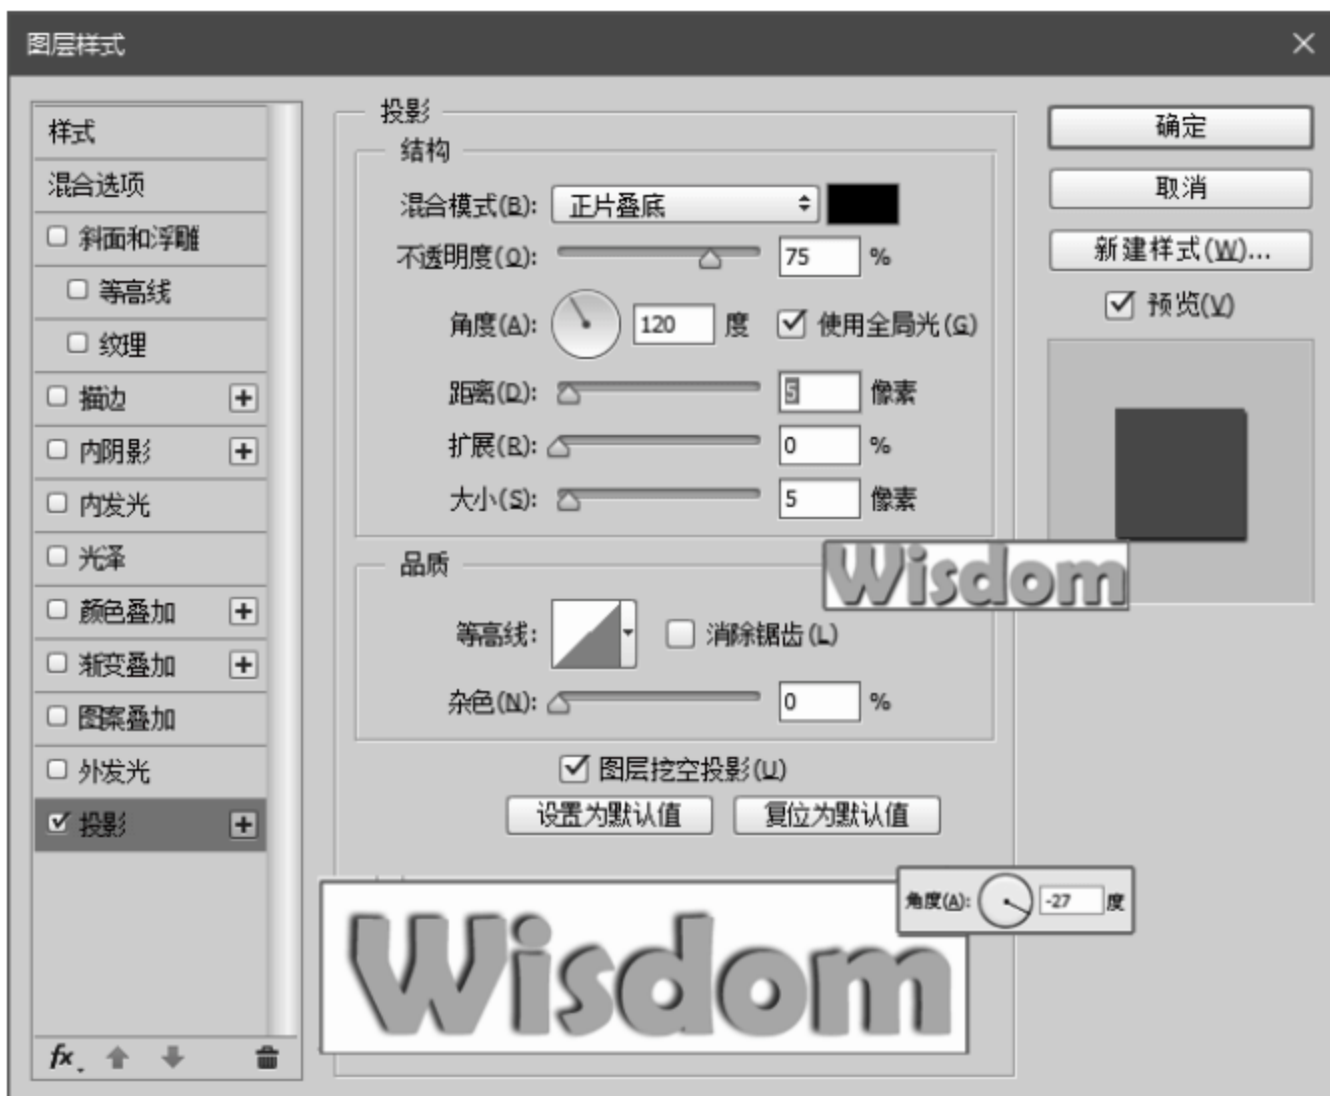 图层样式
样式
混合选项
斜面和浮雕
等高线
纹理
描边
内阴影
内发光
光泽
颜色叠加
渐变叠加
图案叠加
外发光
投影
fx
投影
结构
混合模式(B): 正片叠底
不透明度(O): 75 %
角度(A): 120 度 使用全局光(G)
距离(D): 5 像素
扩展(R): 0 %
大小(S): 5 像素
品质
等高线: 消除锯齿(L)
杂色(N): 0 %
图层挖空投影(U)
设置为默认值 复位为默认值
确定
取消
新建样式(W)...
预览(V)
Wisdom
角度(A): -27 度
Wisdom